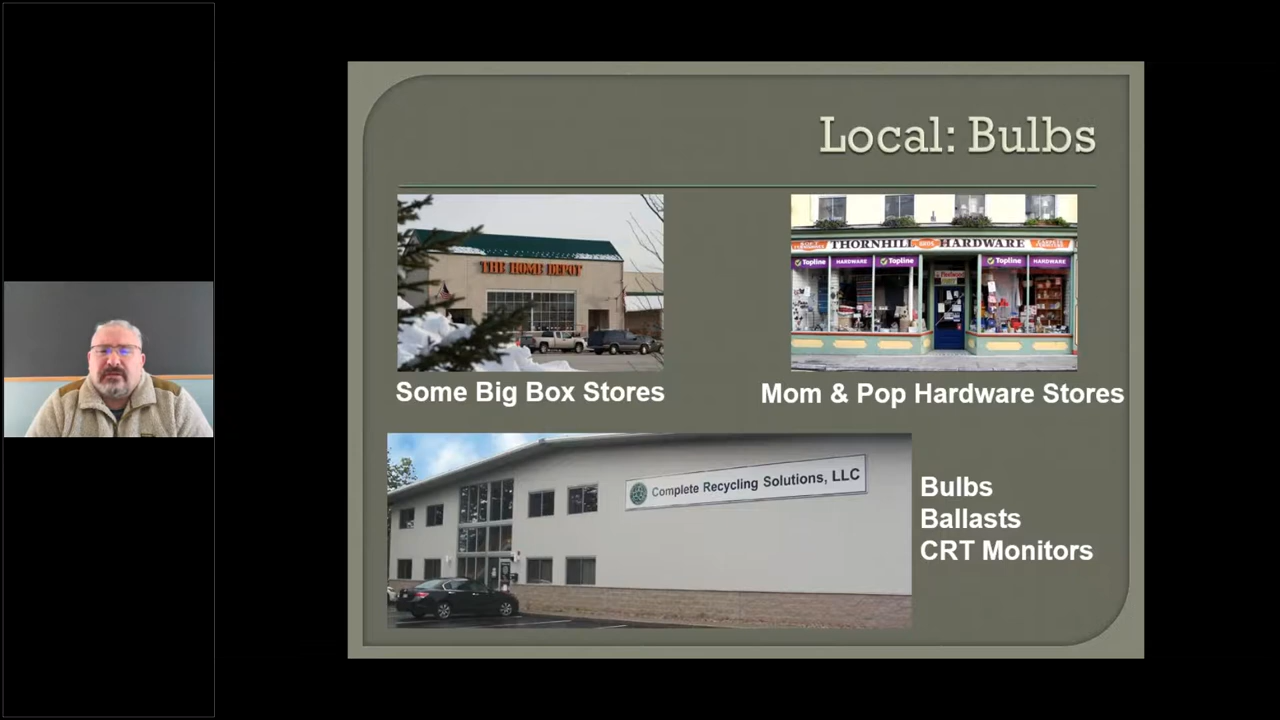 Local: Bulbs
THE HOME DEPOT
THORNHILL BROS HARDWARE
Topline HARDWARE Topline Topline HARDWARE
Some Big Box Stores
Mom & Pop Hardware Stores
Complete Recycling Solutions, LLC
Bulbs
Ballasts
CRT Monitors